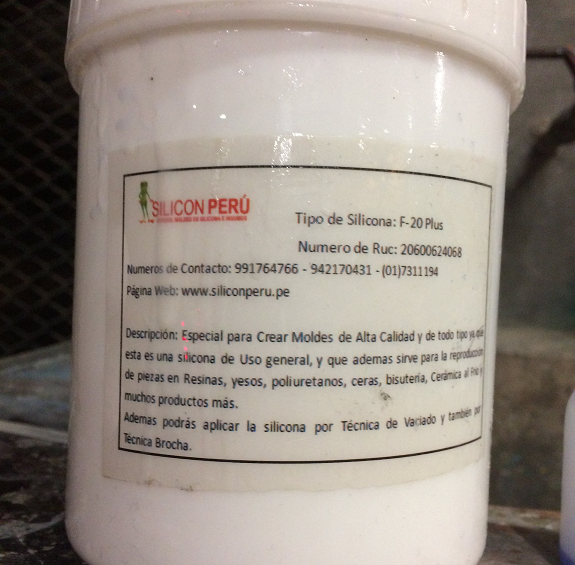 SILICON PERÚ
Tipo de Silicona: F-20 Plus
Numero de Ruc: 20600624068
Numeros de Contacto: 991764766 - 942170431 - (01)7311194
Página Web: www.siliconperu.pe
Descripción: Especial para Crear Moldes de Alta Calidad y de todo tipo ya que
esta es una silicona de Uso general, y que ademas sirve para la reproducción
de piezas en Resinas, yesos, poliuretanos, ceras, bisutería, Cerámica al Frio y
muchos productos más.
Ademas podrás aplicar la silicona por Técnica de Vaciado y también por
Técnica Brocha.